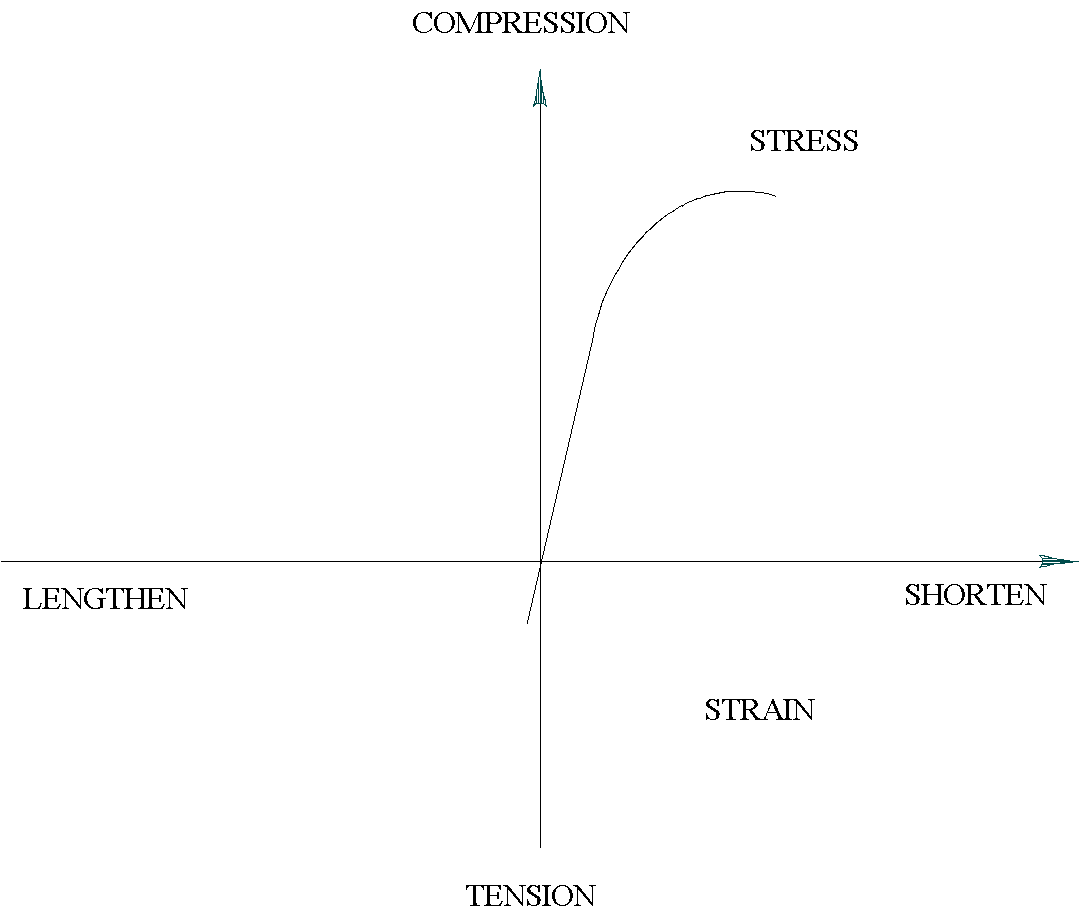 COMPRESSION
STRESS
LENGTHEN
SHORTEN
STRAIN
TENSION